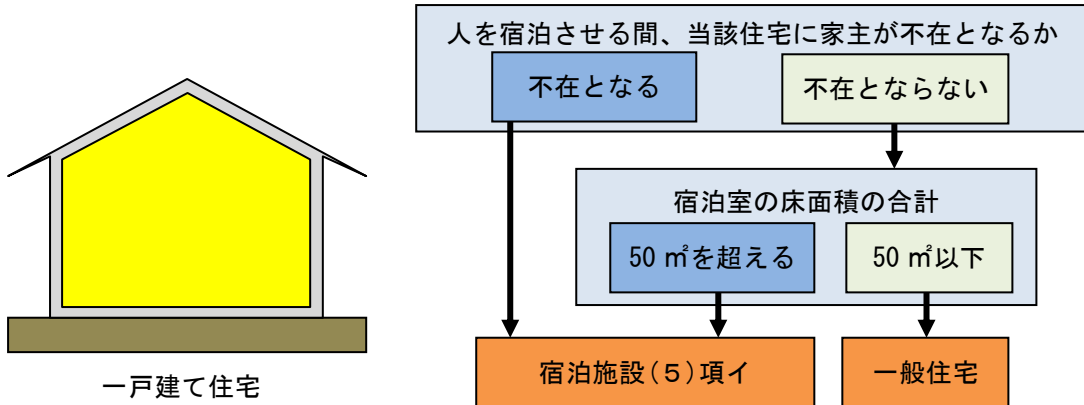 人を宿泊させる間、当該住宅に家主が不在となるか
不在となる
不在とならない
宿泊室の床面積の合計
50 ㎡を超える
50 ㎡以下
宿泊施設(5)項イ
一般住宅
一戸建て住宅